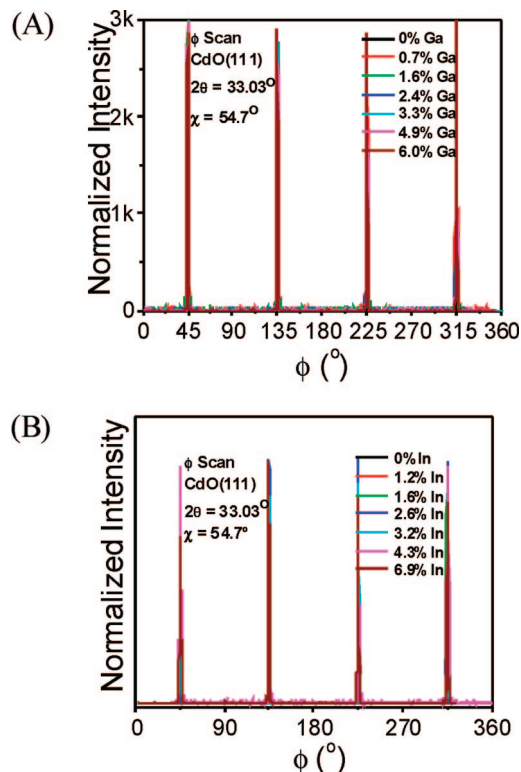 (A)
Normalized Intensity
3k
2k
1k
0
ϕ Scan
CdO(111)
2θ = 33.03°
χ = 54.7°
0% Ga
0.7% Ga
1.6% Ga
2.4% Ga
3.3% Ga
4.9% Ga
6.0% Ga
0 45 90 135 180 225 270 315 360
ϕ (°)
(B)
Normalized Intensity
ϕ Scan
CdO(111)
2θ = 33.03°
χ = 54.7°
0% In
1.2% In
1.6% In
2.6% In
3.2% In
4.3% In
6.9% In
0 90 180 270 360
ϕ (°)